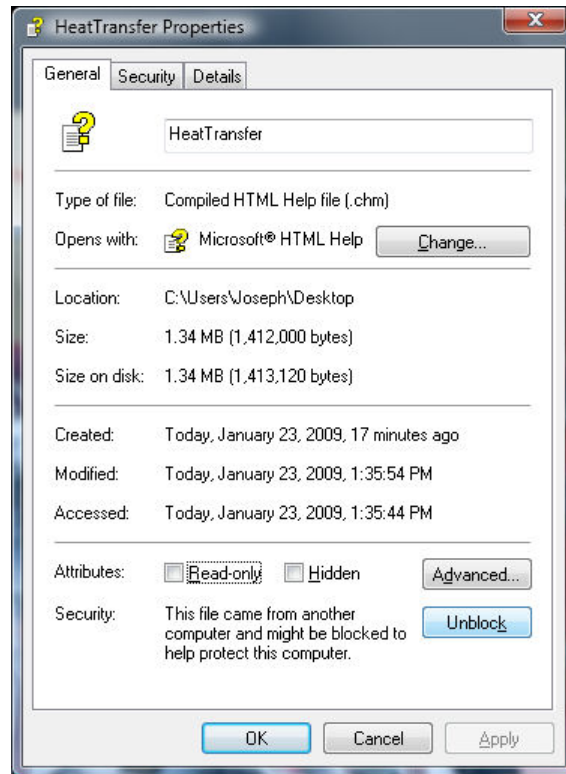 HeatTransfer Properties
General Security Details
HeatTransfer
Type of file: Compiled HTML Help file (.chm)
Opens with: Microsoft® HTML Help Change...
Location: C:\Users\Joseph\Desktop
Size: 1.34 MB (1,412,000 bytes)
Size on disk: 1.34 MB (1,413,120 bytes)
Created: Today, January 23, 2009, 17 minutes ago
Modified: Today, January 23, 2009, 1:35:54 PM
Accessed: Today, January 23, 2009, 1:35:44 PM
Attributes: Read-only Hidden Advanced...
Security: This file came from another
computer and might be blocked to
help protect this computer.
Unblock
OK Cancel Apply